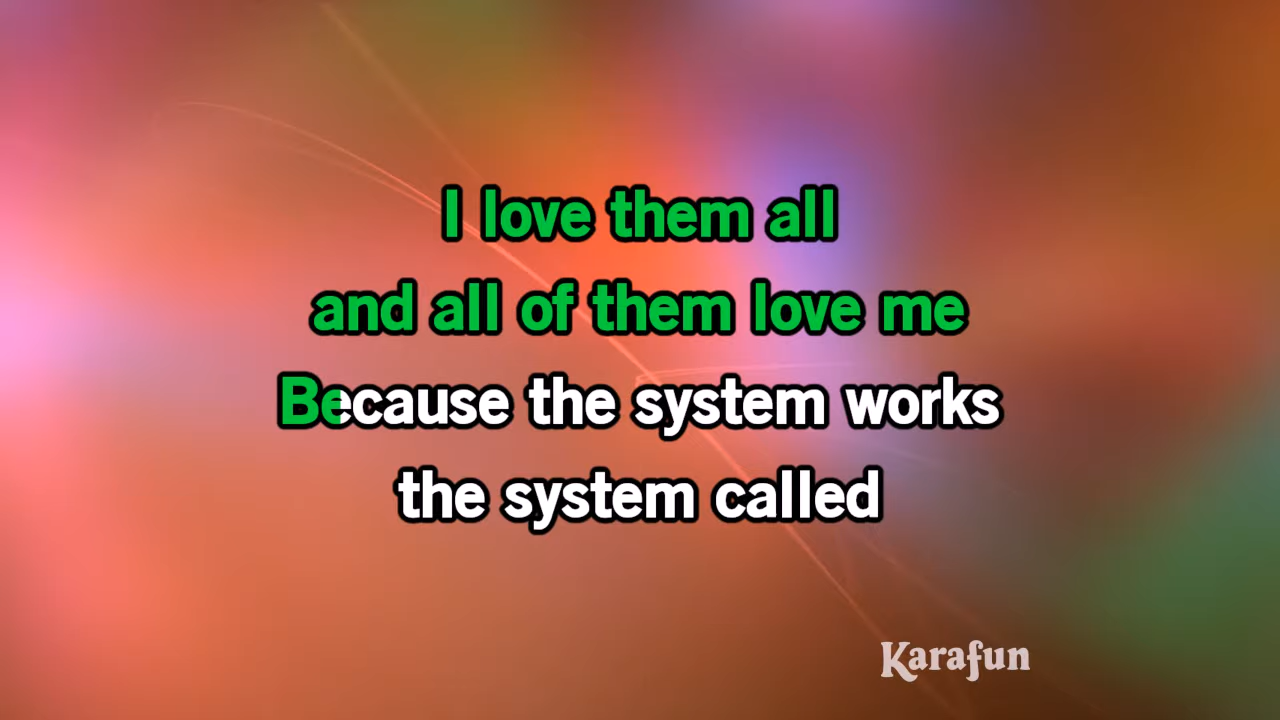 I love them all
and all of them love me
Because the system works
the system called
Karafun